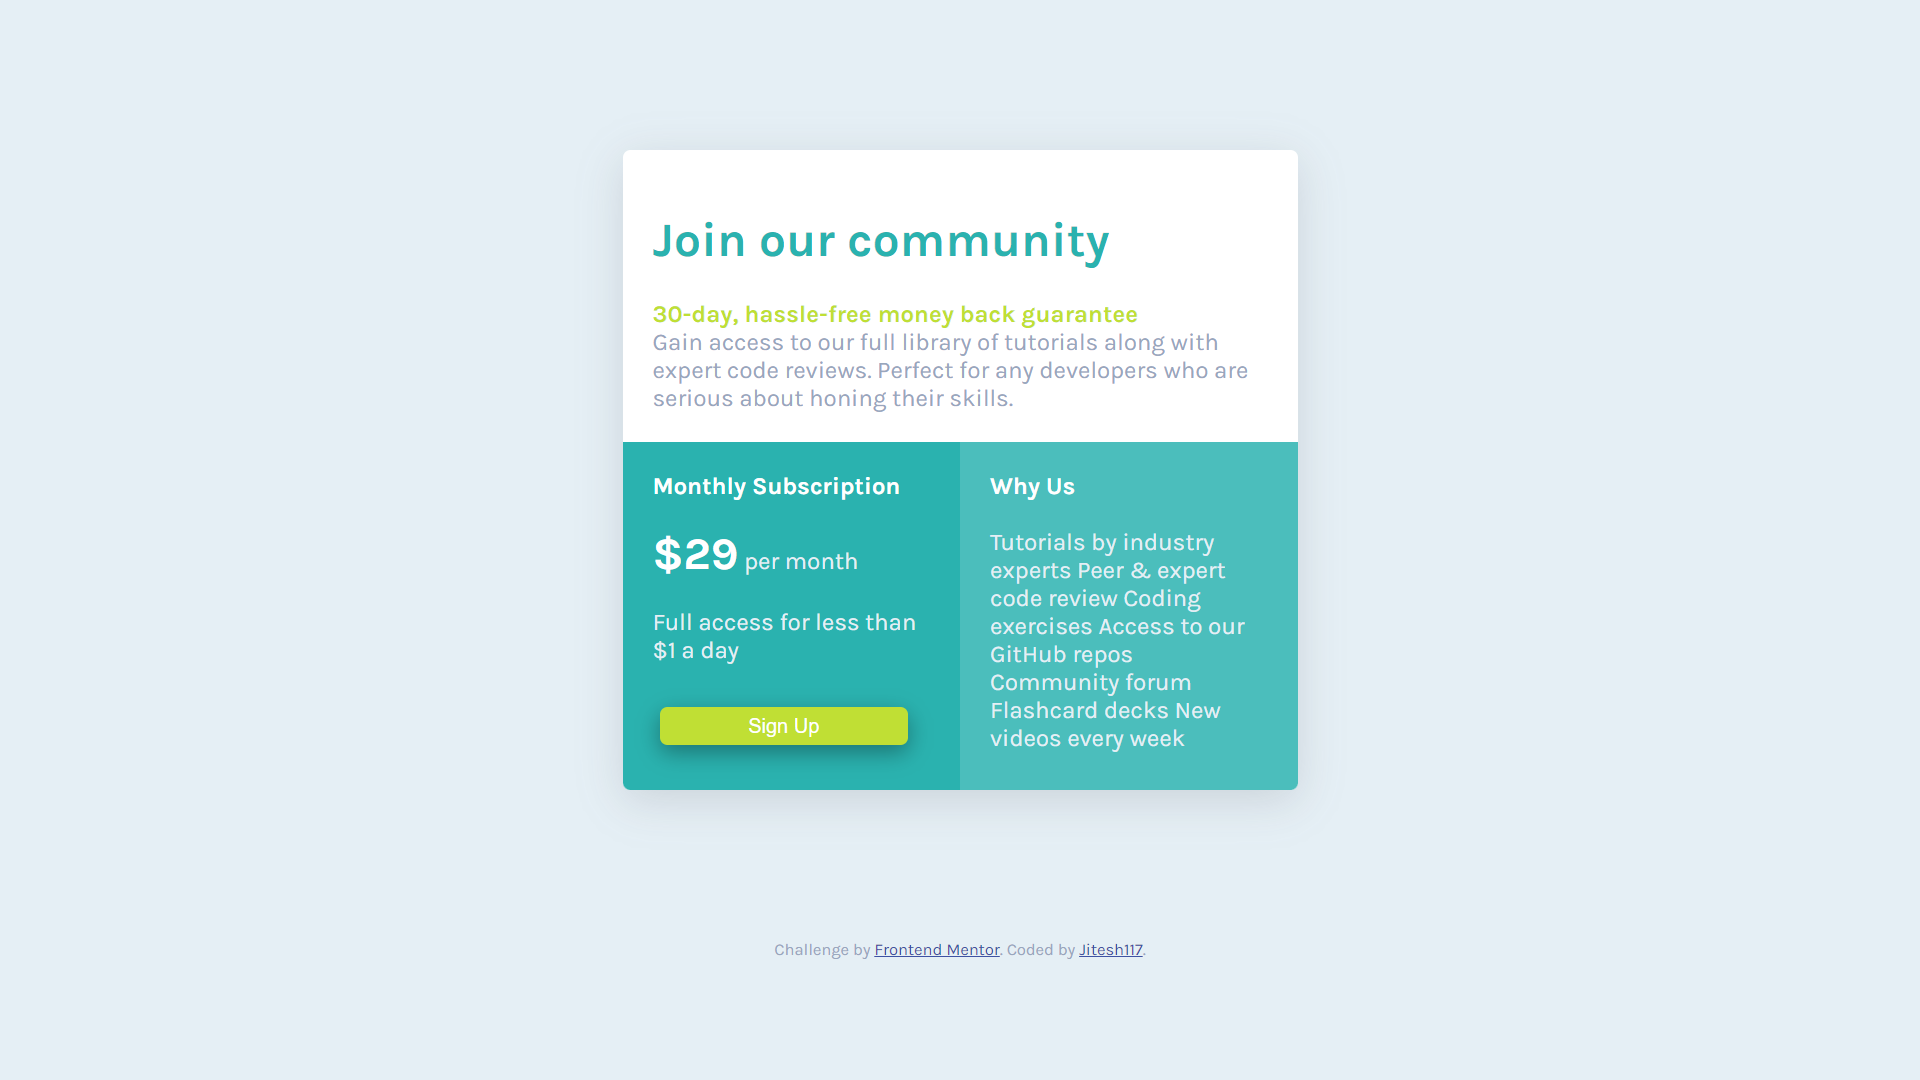 Join our community
30-day, hassle-free money back guarantee
Gain access to our full library of tutorials along with
expert code reviews. Perfect for any developers who are
serious about honing their skills.
Monthly Subscription
$29 per month
Full access for less than
$1 a day
Sign Up
Why Us
Tutorials by industry
experts Peer & expert
code review Coding
exercises Access to our
GitHub repos
Community forum
Flashcard decks New
videos every week
Challenge by Frontend Mentor. Coded by Jitesh117.